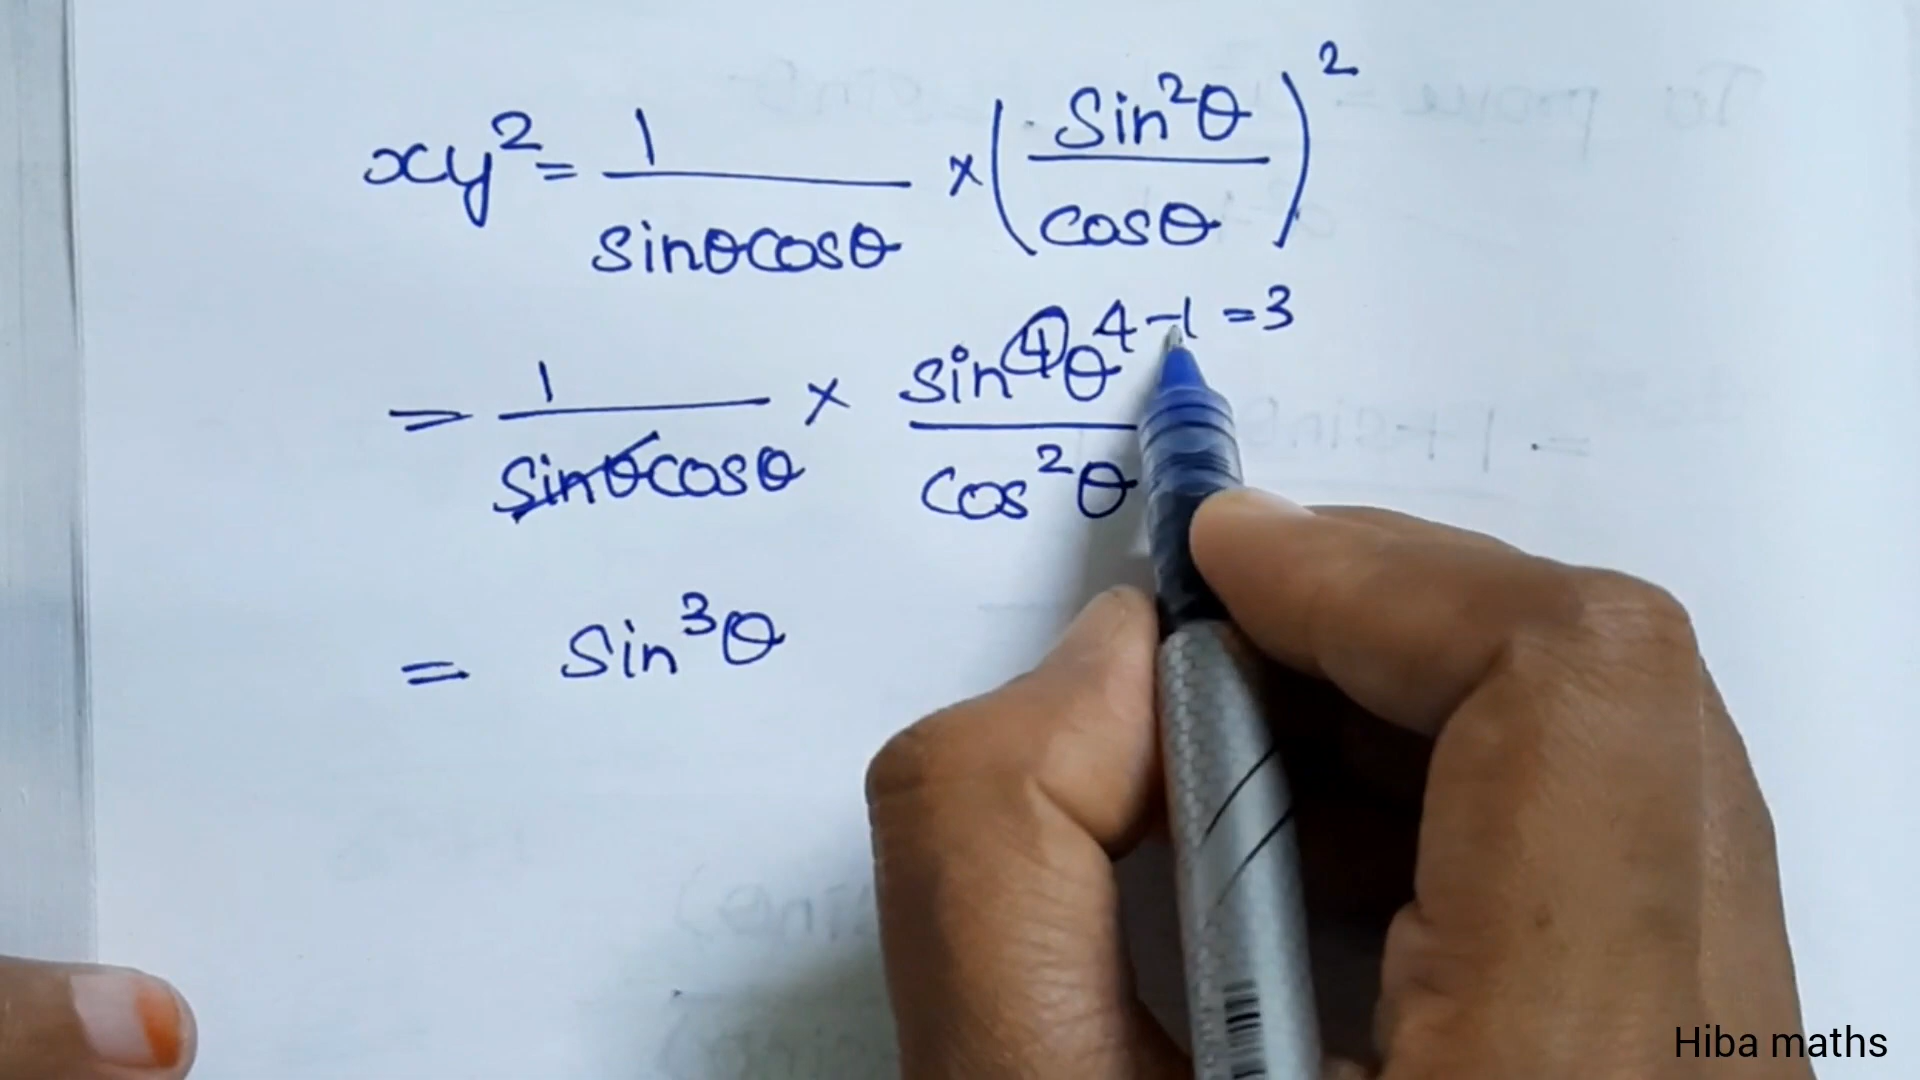 xy² = 1/sinθcosθ × (Sin²θ/cosθ)²
4-1 =3
= 1/sinθcosθ × sin⁴θ/cos²θ
= Sin³θ
Hiba maths